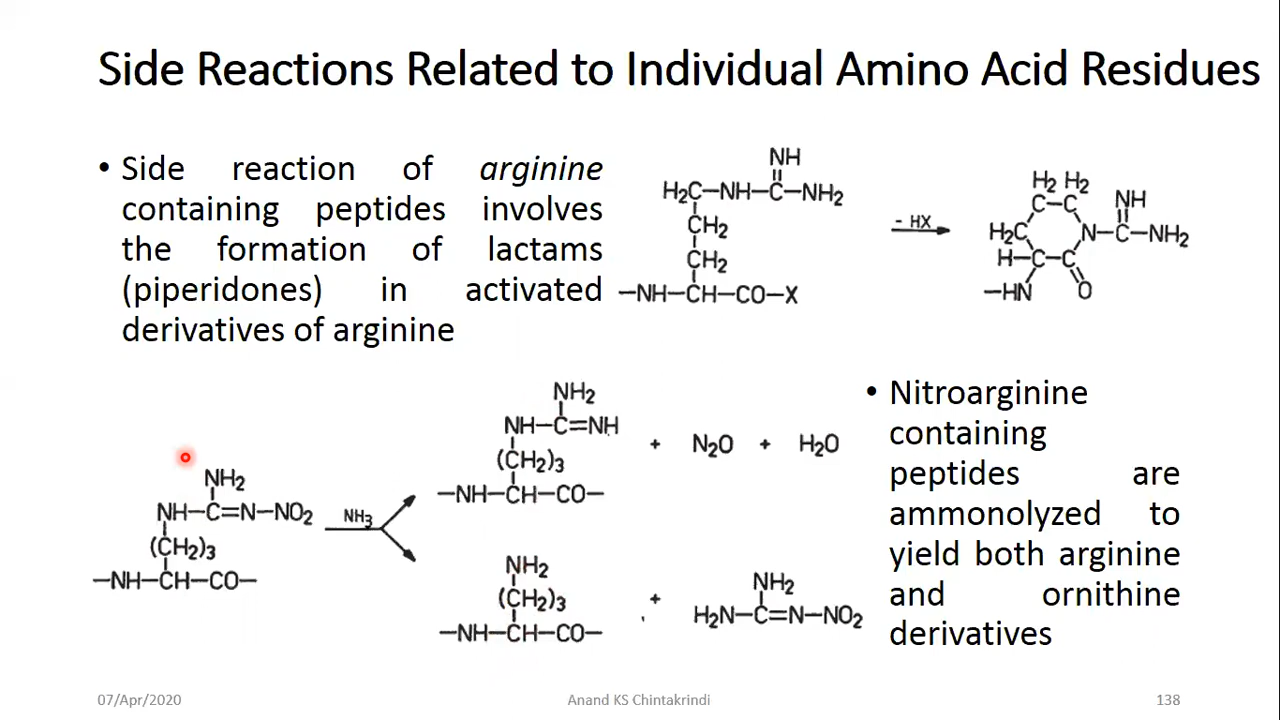 Side Reactions Related to Individual Amino Acid Residues
• Side reaction of arginine
containing peptides involves
the formation of lactams
(piperidones) in activated
derivatives of arginine
NH
H2C–NH–C–NH2
CH2
CH2
–NH–CH–CO–X
- HX
H2 H2
C–C
NH
H2C
N–C–NH2
H–C–C
–HN
O
NH2
NH–C=N–NO2
(CH2)3
–NH–CH–CO–
NH3
NH2
NH–C=NH
+ N2O + H2O
(CH2)3
–NH–CH–CO–
NH2
(CH2)3
–NH–CH–CO–
+
NH2
H2N–C=N–NO2
• Nitroarginine
containing
peptides are
ammonolyzed to
yield both arginine
and ornithine
derivatives
07/Apr/2020
Anand KS Chintakrindi
138